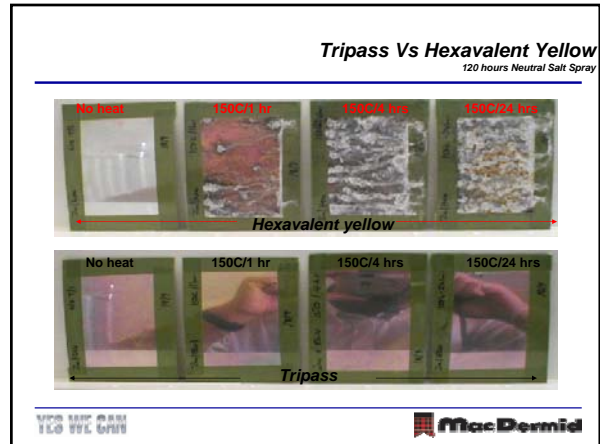 Tripass Vs Hexavalent Yellow
120 hours Neutral Salt Spray
No heat 150C/1 hr 150C/4 hrs 150C/24 hrs
Hexavalent yellow
No heat 150C/1 hr 150C/4 hrs 150C/24 hrs
Tripass
YES WE CAN MacDermid